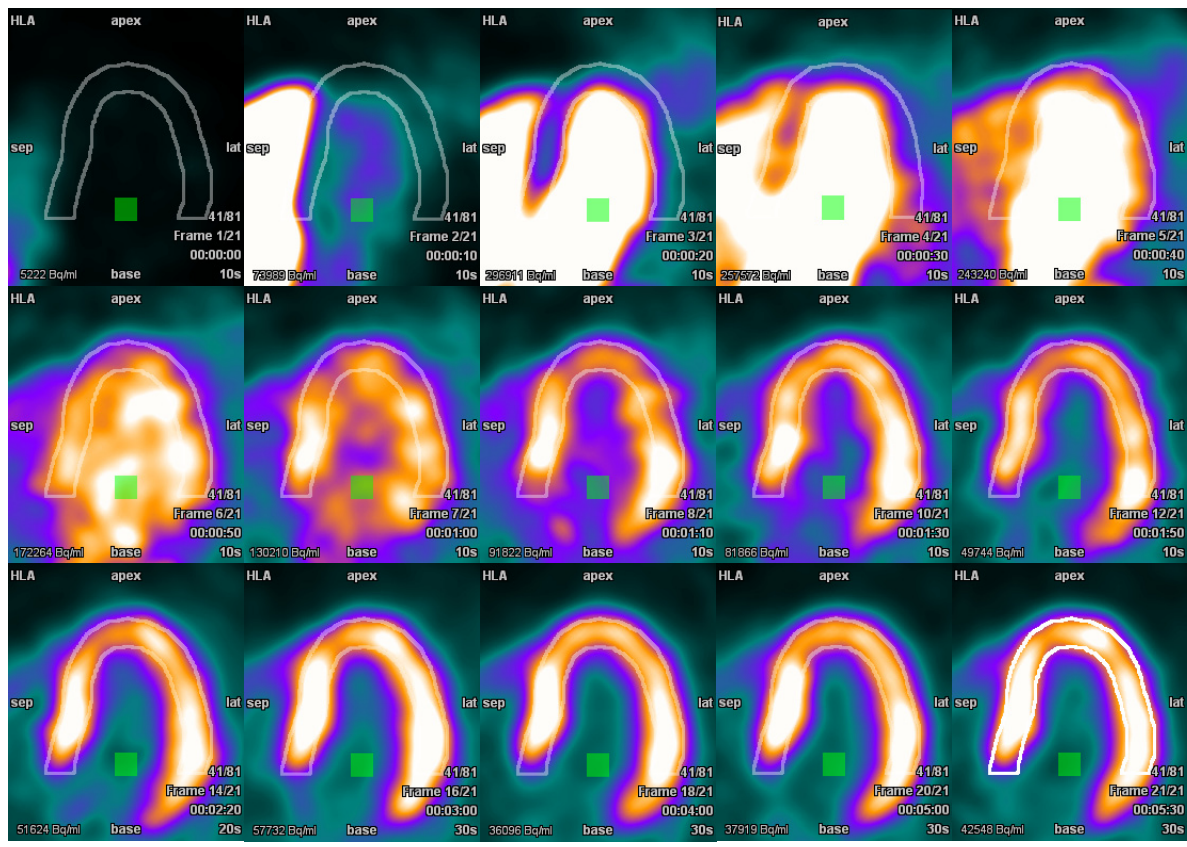 HLA apex
sep lat
41/81
Frame 1/21
00:00:00
5222 Bq/ml base 10s
HLA apex
sep lat
41/81
Frame 2/21
00:00:10
73989 Bq/ml base 10s
HLA apex
sep lat
41/81
Frame 3/21
00:00:20
296911 Bq/ml base 10s
HLA apex
sep lat
41/81
Frame 4/21
00:00:30
257572 Bq/ml base 10s
HLA apex
sep lat
41/81
Frame 5/21
00:00:40
243240 Bq/ml base 10s
HLA apex
sep lat
41/81
Frame 6/21
00:00:50
172264 Bq/ml base 10s
HLA apex
sep lat
41/81
Frame 7/21
00:01:00
130210 Bq/ml base 10s
HLA apex
sep lat
41/81
Frame 8/21
00:01:10
91822 Bq/ml base 10s
HLA apex
sep lat
41/81
Frame 10/21
00:01:30
81866 Bq/ml base 10s
HLA apex
sep lat
41/81
Frame 12/21
00:01:50
49744 Bq/ml base 10s
HLA apex
sep lat
41/81
Frame 14/21
00:02:20
51624 Bq/ml base 20s
HLA apex
sep lat
41/81
Frame 16/21
00:03:00
57732 Bq/ml base 30s
HLA apex
sep lat
41/81
Frame 18/21
00:04:00
36096 Bq/ml base 30s
HLA apex
sep lat
41/81
Frame 20/21
00:05:00
37919 Bq/ml base 30s
HLA apex
sep lat
41/81
Frame 21/21
00:05:30
42548 Bq/ml base 30s